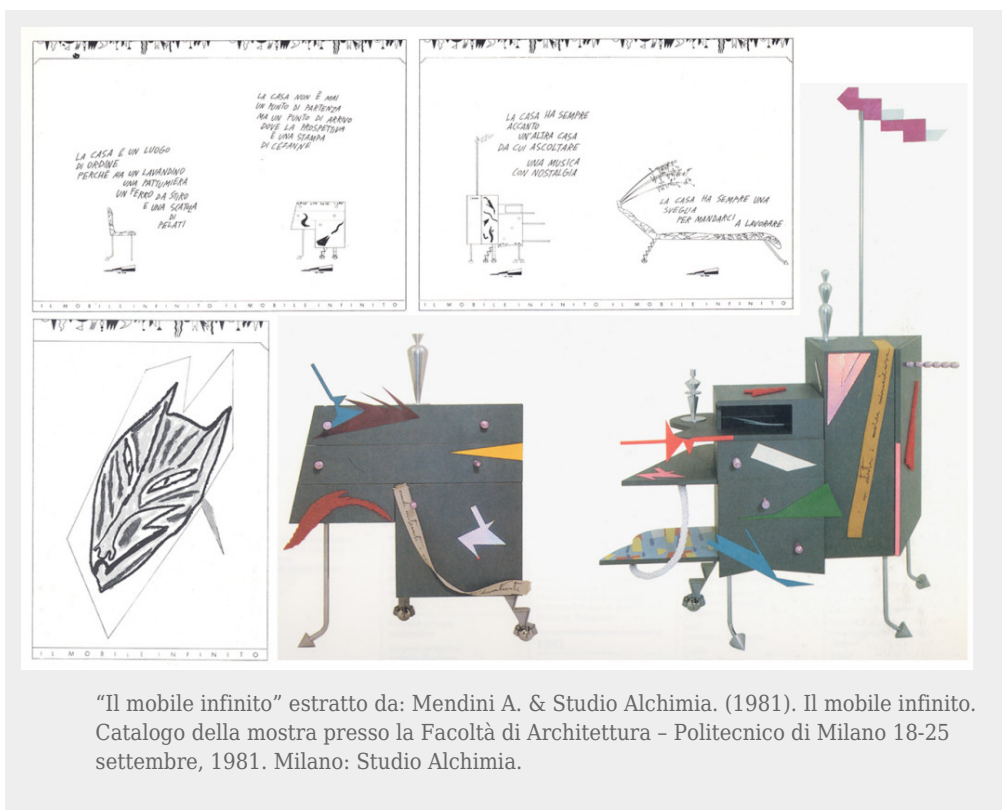 LA CASA È UN LUOGO
DI ORDINE
PERCHÉ HA UN LAVANDINO
UNA PATTUMIERA
UN FERRO DA STIRO
E UNA SCATOLA
DI
PELATI
LA CASA NON È MAI
UN PUNTO DI PARTENZA
MA UN PUNTO DI ARRIVO
DOVE LA PROSPETTIVA
È UNA STAMPA
DI CEZANNE
IL MOBILE INFINITO IL MOBILE INFINITO
LA CASA HA SEMPRE
ACCANTO
UN'ALTRA CASA
DA CUI ASCOLTARE
UNA MUSICA
CON NOSTALGIA
LA CASA HA SEMPRE UNA
SVEGLIA
PER MANDARCI A LAVORARE
IL MOBILE INFINITO IL MOBILE INFINITO
IL MOBILE INFINITO
“Il mobile infinito” estratto da: Mendini A. & Studio Alchimia. (1981). Il mobile infinito.
Catalogo della mostra presso la Facoltà di Architettura – Politecnico di Milano 18-25
settembre, 1981. Milano: Studio Alchimia.